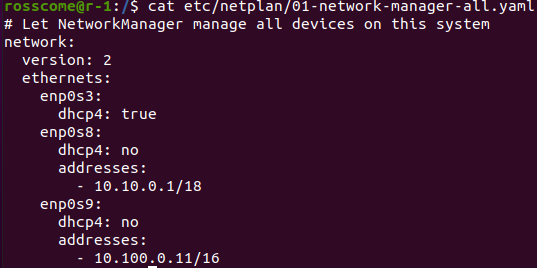 rosscome@r-1:/$ cat etc/netplan/01-network-manager-all.yaml
# Let NetworkManager manage all devices on this system
network:
  version: 2
  ethernets:
    enp0s3:
      dhcp4: true
    enp0s8:
      dhcp4: no
      addresses:
        - 10.10.0.1/18
    enp0s9:
      dhcp4: no
      addresses:
        - 10.100.0.11/16